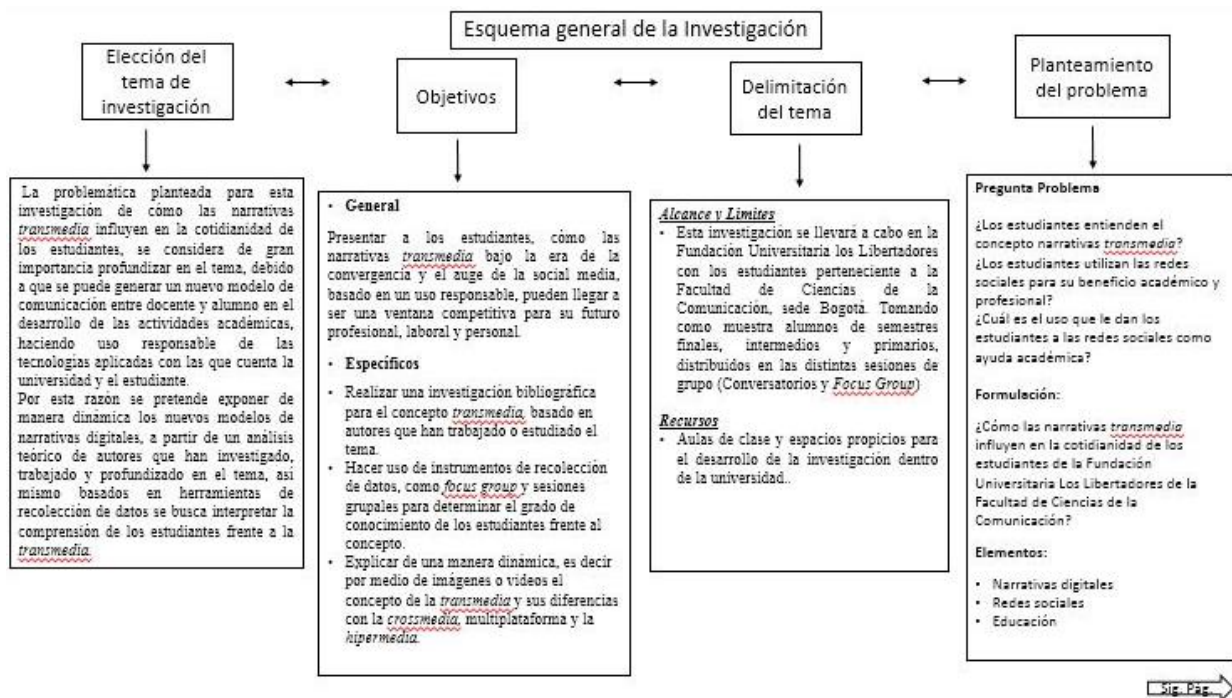 Esquema general de la Investigación
Elección del
tema de
investigación
Objetivos
Delimitación
del tema
Planteamiento
del problema
La problemática planteada para esta
investigación de cómo las narrativas
transmedia influyen en la cotidianidad de
los estudiantes, se considera de gran
importancia profundizar en el tema, debido
a que se puede generar un nuevo modelo de
comunicación entre docente y alumno en el
desarrollo de las actividades académicas,
haciendo uso responsable de las
tecnologías aplicadas con las que cuenta la
universidad y el estudiante.
Por esta razón se pretende exponer de
manera dinámica los nuevos modelos de
narrativas digitales, a partir de un análisis
teórico de autores que han investigado,
trabajado y profundizado en el tema, así
mismo basados en herramientas de
recolección de datos se busca interpretar la
comprensión de los estudiantes frente a la
transmedia.
• General
Presentar a los estudiantes, cómo las
narrativas transmedia bajo la era de la
convergencia y el auge de la social media,
basado en un uso responsable, pueden llegar a
ser una ventana competitiva para su futuro
profesional, laboral y personal.
• Específicos
• Realizar una investigación bibliográfica
para el concepto transmedia, basado en
autores que han trabajado o estudiado el
tema.
• Hacer uso de instrumentos de recolección
de datos, como focus group y sesiones
grupales para determinar el grado de
conocimiento de los estudiantes frente al
concepto.
• Explicar de una manera dinámica, es decir
por medio de imágenes o videos el
concepto de la transmedia y sus diferencias
con la crossmedia, multiplataforma y la
hipermedia.
Alcance y Limites
• Esta investigación se llevará a cabo en la
Fundación Universitaria los Libertadores
con los estudiantes perteneciente a la
Facultad de Ciencias de la
Comunicación, sede Bogotá. Tomando
como muestra alumnos de semestres
finales, intermedios y primarios,
distribuidos en las distintas sesiones de
grupo (Conversatorios y Focus Group)
Recursos
• Aulas de clase y espacios propicios para
el desarrollo de la investigación dentro
de la universidad..
Pregunta Problema
¿Los estudiantes entienden el
concepto narrativas transmedia?
¿Los estudiantes utilizan las redes
sociales para su beneficio académico y
profesional?
¿Cuál es el uso que le dan los
estudiantes a las redes sociales como
ayuda académica?
Formulación:
¿Cómo las narrativas transmedia
influyen en la cotidianidad de los
estudiantes de la Fundación
Universitaria Los Libertadores de la
Facultad de Ciencias de la
Comunicación?
Elementos:
• Narrativas digitales
• Redes sociales
• Educación
Sig. Pág.